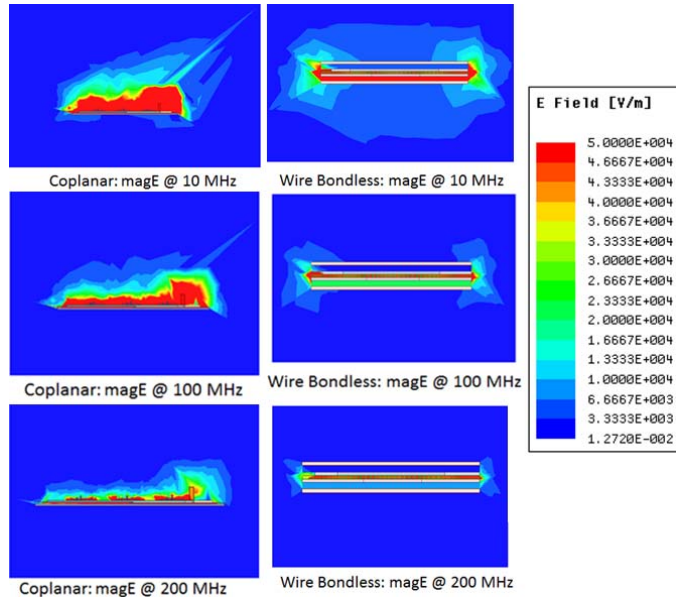 Coplanar: magE @ 10 MHz
Wire Bondless: magE @ 10 MHz
Coplanar: magE @ 100 MHz
Wire Bondless: magE @ 100 MHz
Coplanar: magE @ 200 MHz
Wire Bondless: magE @ 200 MHz
E Field [V/m]
5.0000E+004
4.6667E+004
4.3333E+004
4.0000E+004
3.6667E+004
3.3333E+004
3.0000E+004
2.6667E+004
2.3333E+004
2.0000E+004
1.6667E+004
1.3333E+004
1.0000E+004
6.6667E+003
3.3333E+003
1.2720E-002